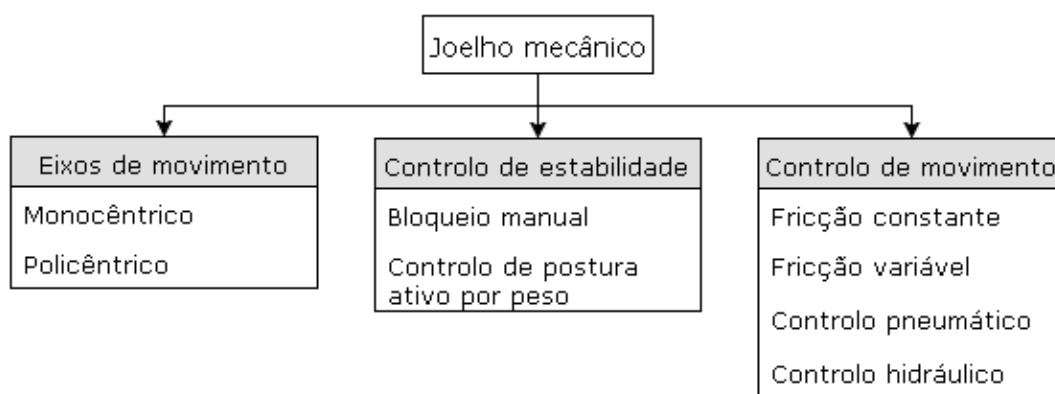 Joelho mecânico
Eixos de movimento
Monocêntrico
Policêntrico
Controlo de estabilidade
Bloqueio manual
Controlo de postura
ativo por peso
Controlo de movimento
Fricção constante
Fricção variável
Controlo pneumático
Controlo hidráulico